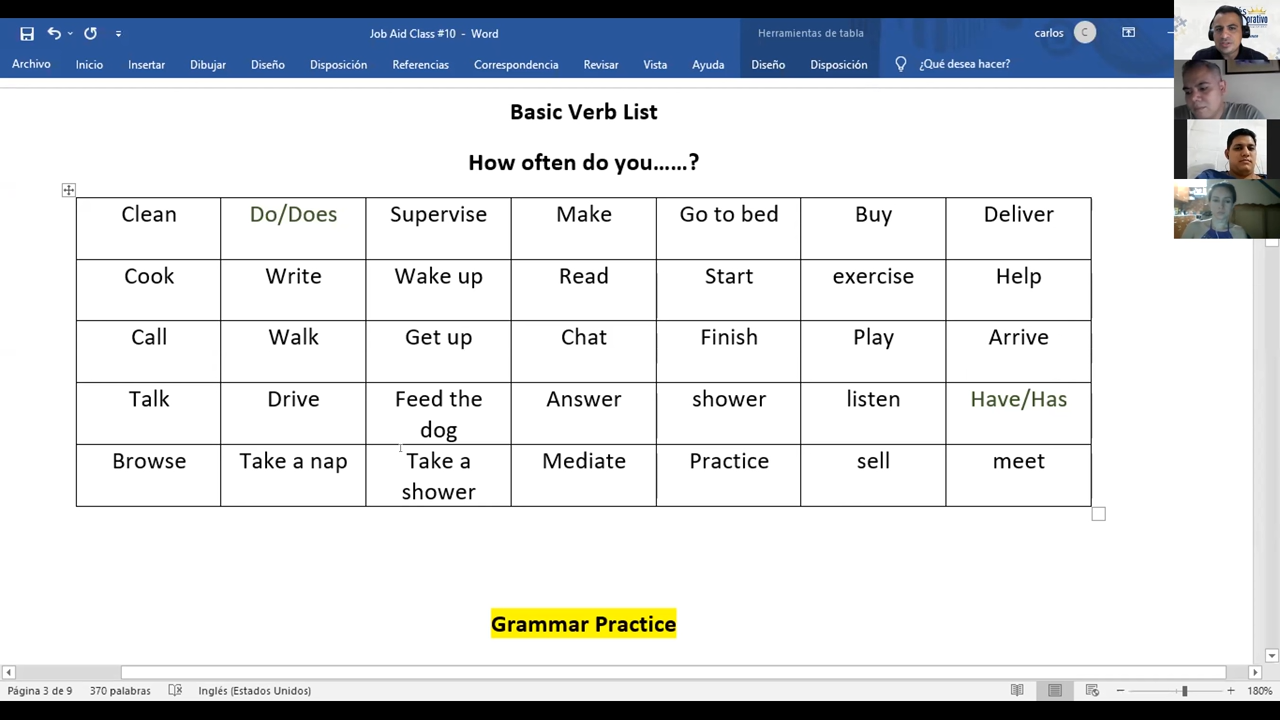 Job Aid Class #10 - Word
Herramientas de tabla
carlos
C
Archivo
Inicio
Insertar
Dibujar
Diseño
Disposición
Referencias
Correspondencia
Revisar
Vista
Ayuda
Diseño
Disposición
¿Qué desea hacer?
Basic Verb List
How often do you……?
Clean Do/Does Supervise Make Go to bed Buy Deliver
Cook Write Wake up Read Start exercise Help
Call Walk Get up Chat Finish Play Arrive
Talk Drive Feed the dog Answer shower listen Have/Has
Browse Take a nap Take a shower Mediate Practice sell meet
Grammar Practice
Página 3 de 9
370 palabras
Inglés (Estados Unidos)
180%